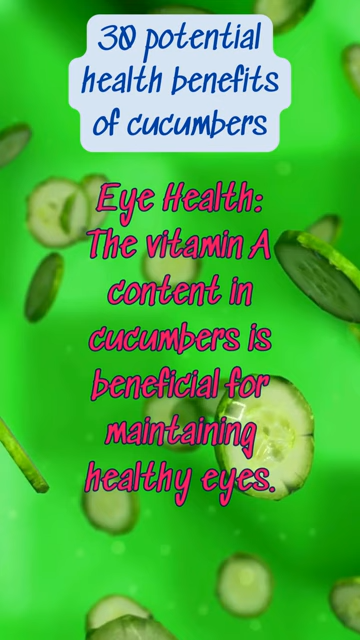 30 potential
health benefits
of cucumbers
Eye Health:
The vitamin A
content in
cucumbers is
beneficial for
maintaining
healthy eyes.